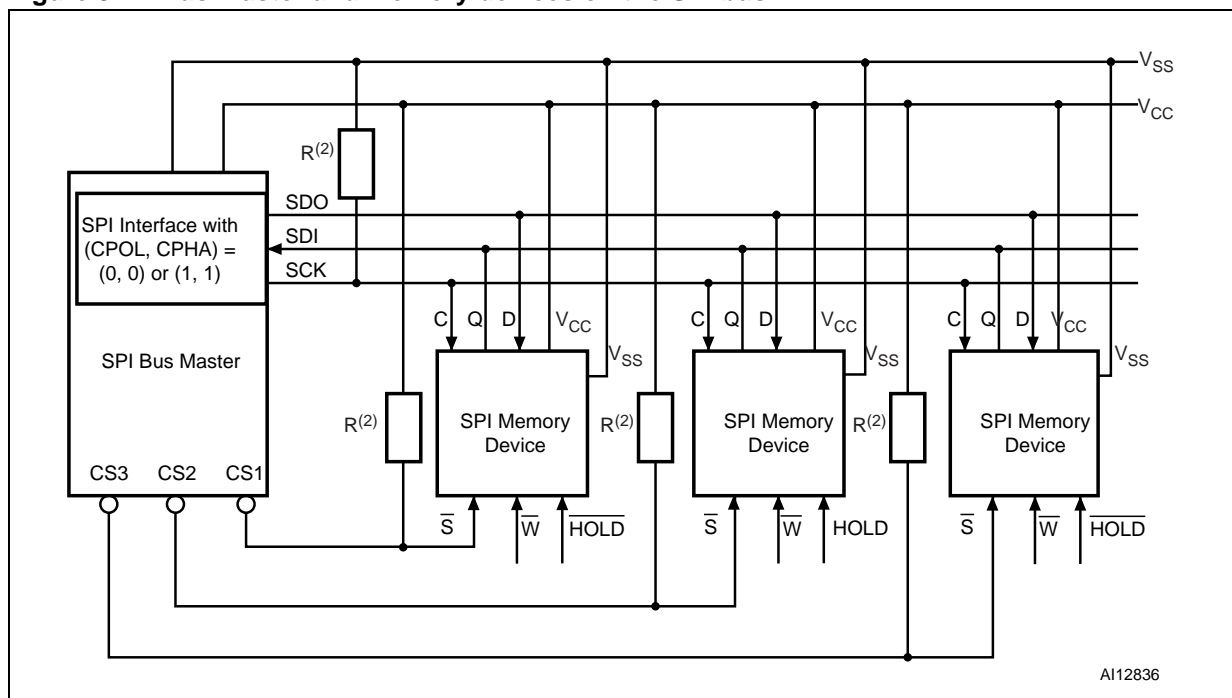 VSS
VCC
R(2)
SDO
SDI
SCK
SPI Interface with
(CPOL, CPHA) =
(0, 0) or (1, 1)
SPI Bus Master
CS3 CS2 CS1
C Q D VCC VSS
C Q D VCC VSS
C Q D VCC VSS
R(2)
SPI Memory
Device
R(2)
SPI Memory
Device
R(2)
SPI Memory
Device
S̅ W̅ H̅O̅L̅D̅
S̅ W̅ HOLD
S̅ W̅ H̅O̅L̅D̅
AI12836